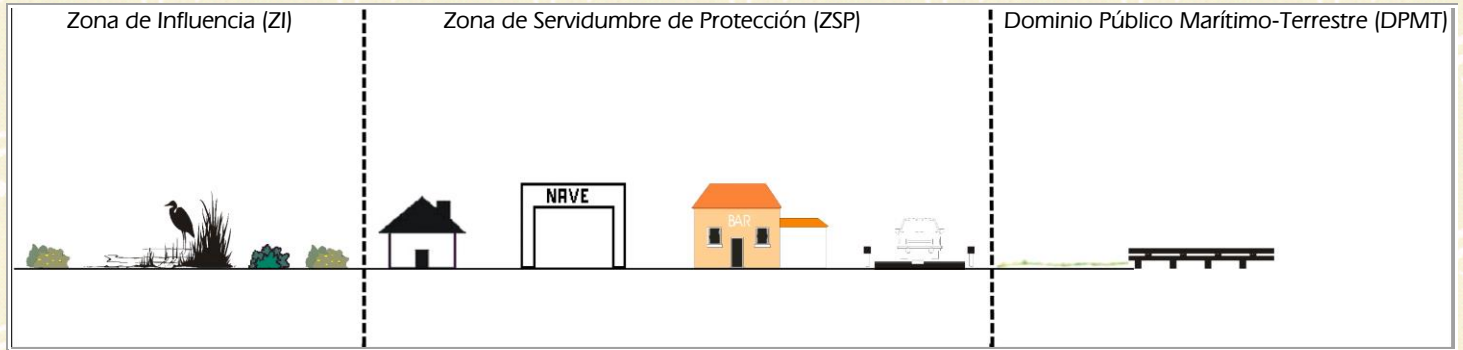 Zona de Influencia (ZI)
Zona de Servidumbre de Protección (ZSP)
Dominio Público Marítimo-Terrestre (DPMT)
NAVE
BAR